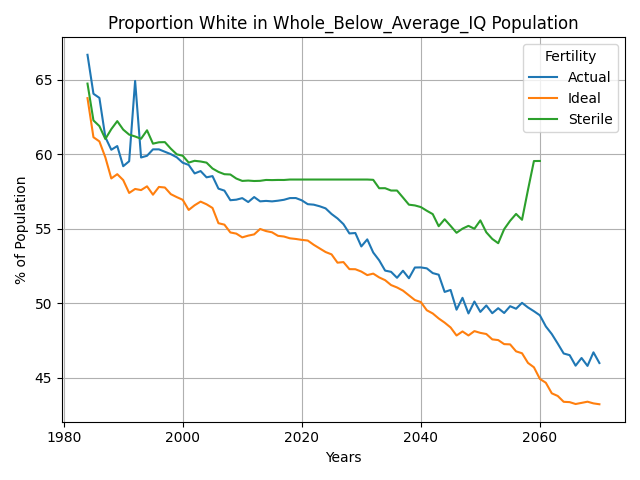 Proportion White in Whole_Below_Average_IQ Population
Fertility
Actual
Ideal
Sterile
% of Population
65
60
55
50
45
1980
2000
2020
2040
2060
Years